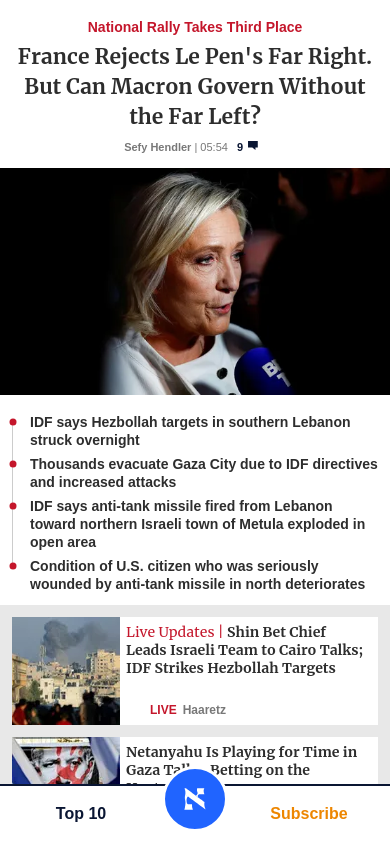 National Rally Takes Third Place
France Rejects Le Pen's Far Right.
But Can Macron Govern Without
the Far Left?
Sefy Hendler | 05:54 9
IDF says Hezbollah targets in southern Lebanon
struck overnight
Thousands evacuate Gaza City due to IDF directives
and increased attacks
IDF says anti-tank missile fired from Lebanon
toward northern Israeli town of Metula exploded in
open area
Condition of U.S. citizen who was seriously
wounded by anti-tank missile in north deteriorates
Live Updates | Shin Bet Chief
Leads Israeli Team to Cairo Talks;
IDF Strikes Hezbollah Targets
LIVE Haaretz
Netanyahu Is Playing for Time in
Gaza Betting on the
Top 10
Subscribe